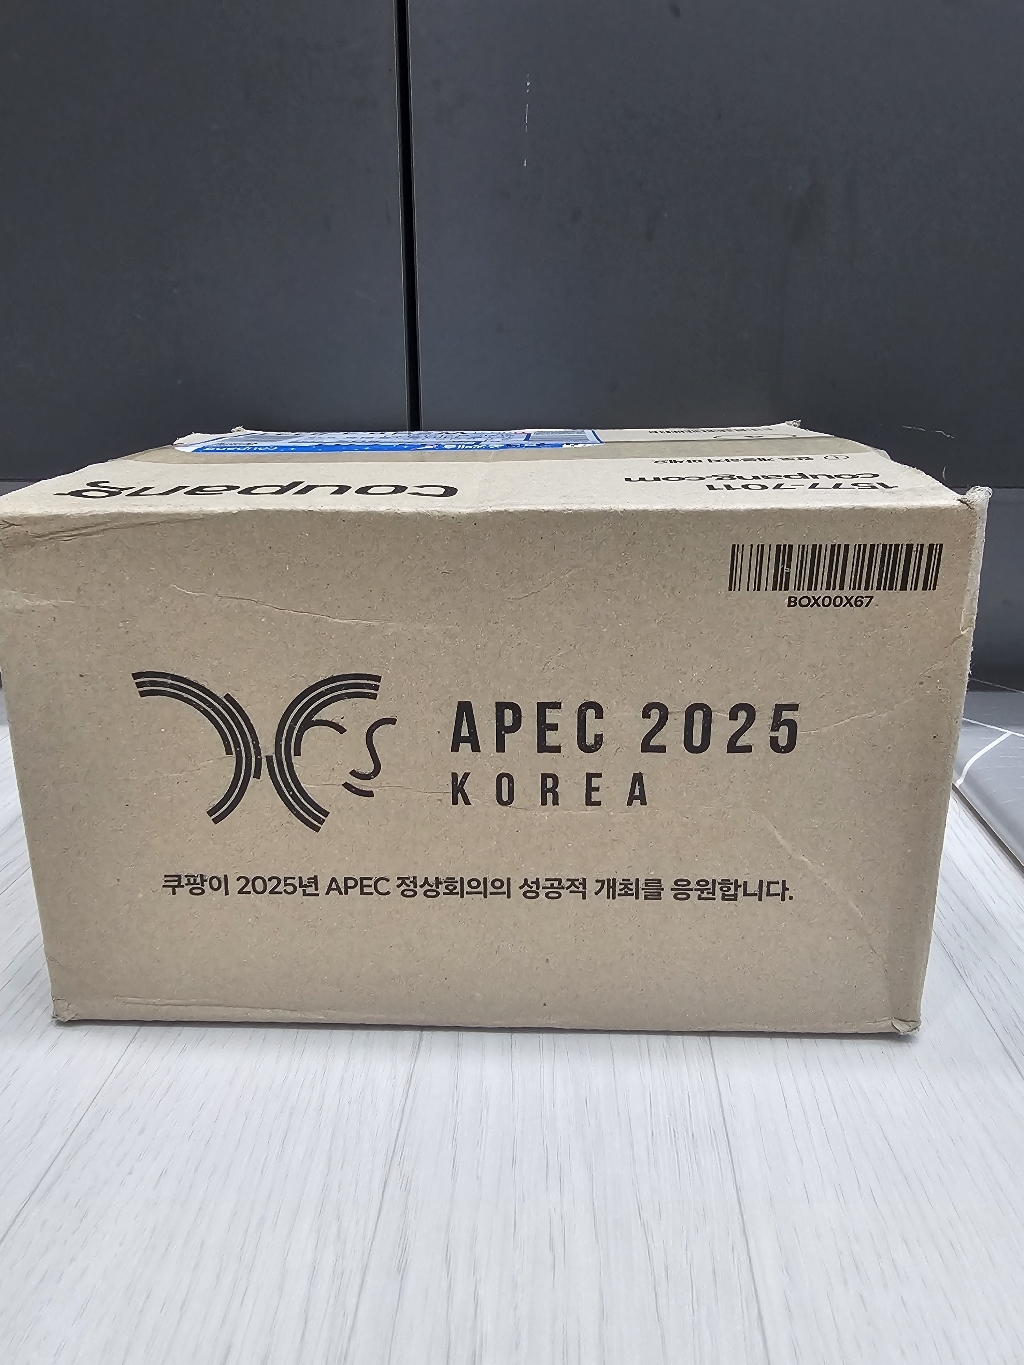 coupang
1577-7011
coupang.com
BOX00X67
APEC 2025
KOREA
쿠팡이 2025년 APEC 정상회의의 성공적 개최를 응원합니다.